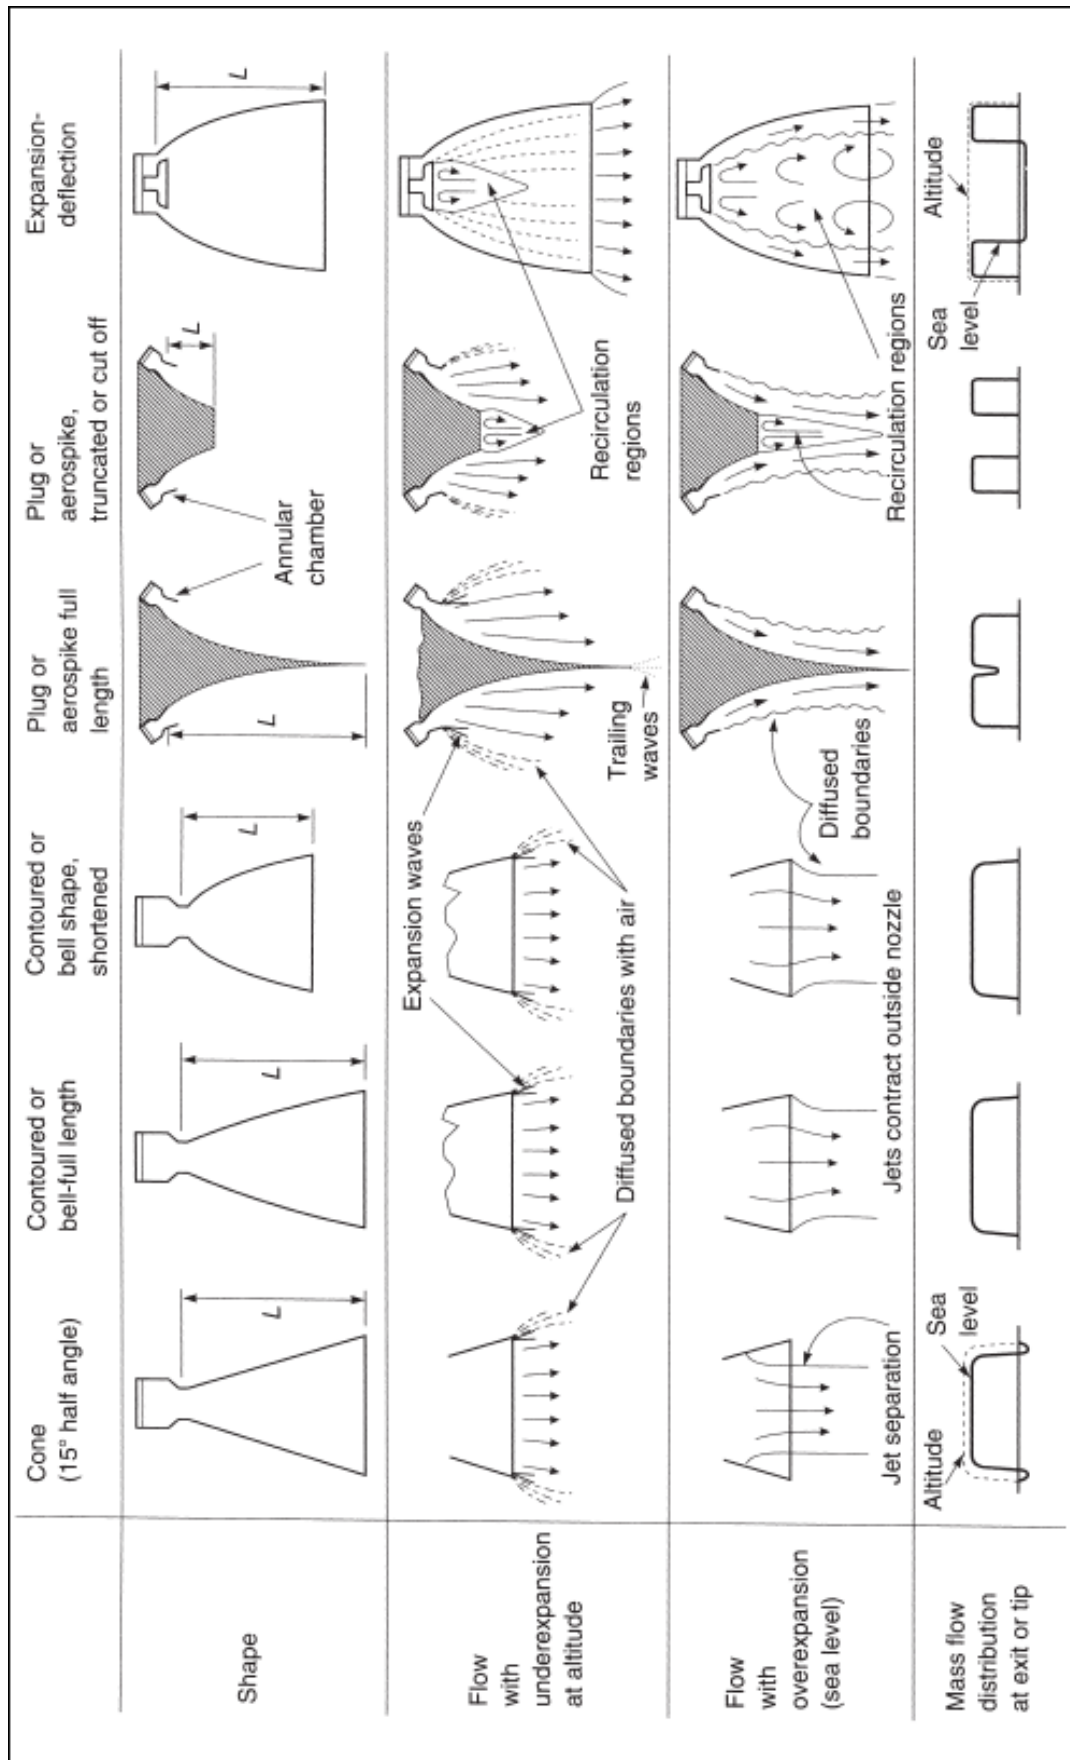 Cone
(15° half angle)
Contoured or
bell-full length
Contoured or
bell shape,
shortened
Plug or
aerospike full
length
Plug or
aerospike,
truncated or cut off
Expansion-
deflection
Shape
L
L
L
L
L
L
Annular
chamber
Flow
with
underexpansion
at altitude
Expansion waves
Diffused boundaries with air
Trailing
waves
Recirculation
regions
Flow
with
overexpansion
(sea level)
Jet separation
Jets contract outside nozzle
Diffused
boundaries
Recirculation regions
Mass flow
distribution
at exit or tip
Altitude
Sea
level
Sea
level
Altitude